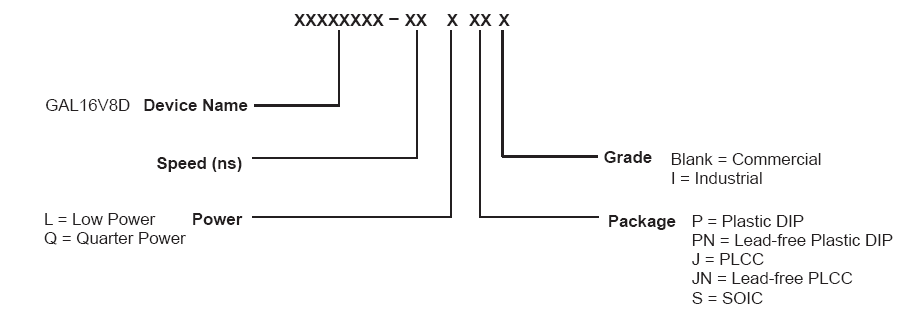 XXXXXXXX – XX X XX X
GAL16V8D Device Name
Speed (ns)
Grade Blank = Commercial
I = Industrial
L = Low Power Power
Q = Quarter Power
Package P = Plastic DIP
PN = Lead-free Plastic DIP
J = PLCC
JN = Lead-free PLCC
S = SOIC